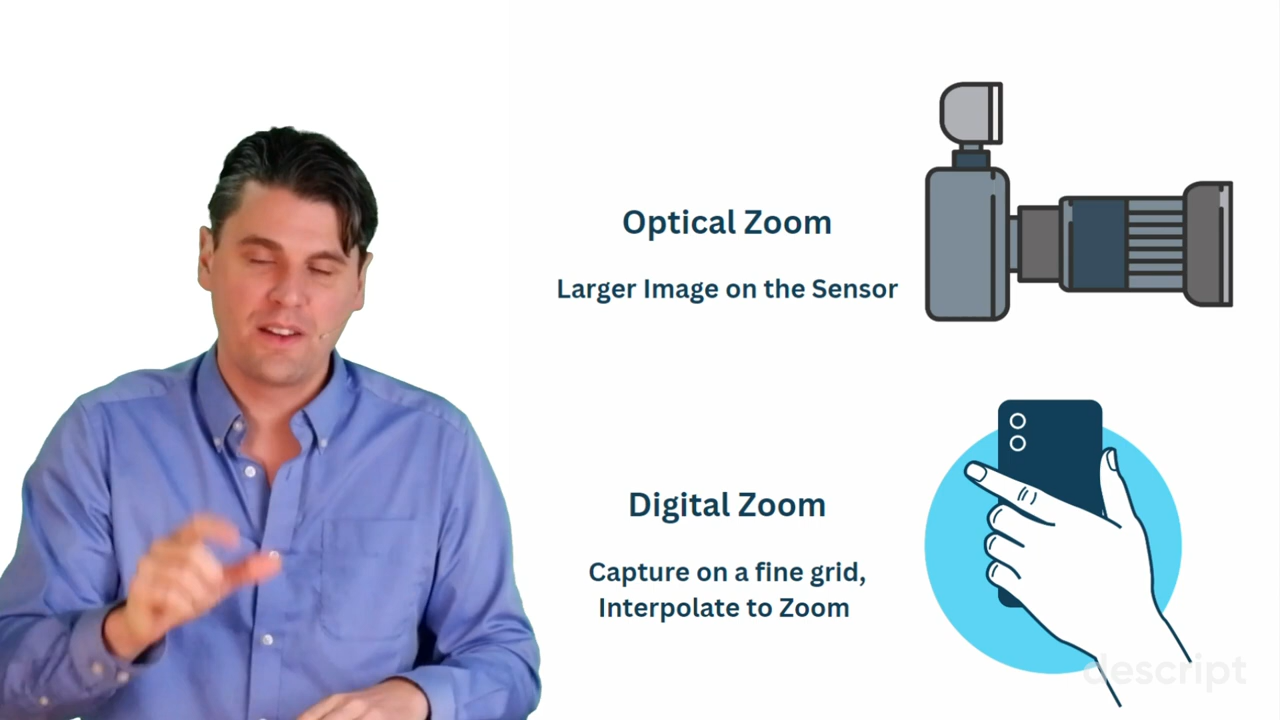 Optical Zoom
Larger Image on the Sensor
Digital Zoom
Capture on a fine grid,
Interpolate to Zoom
descript